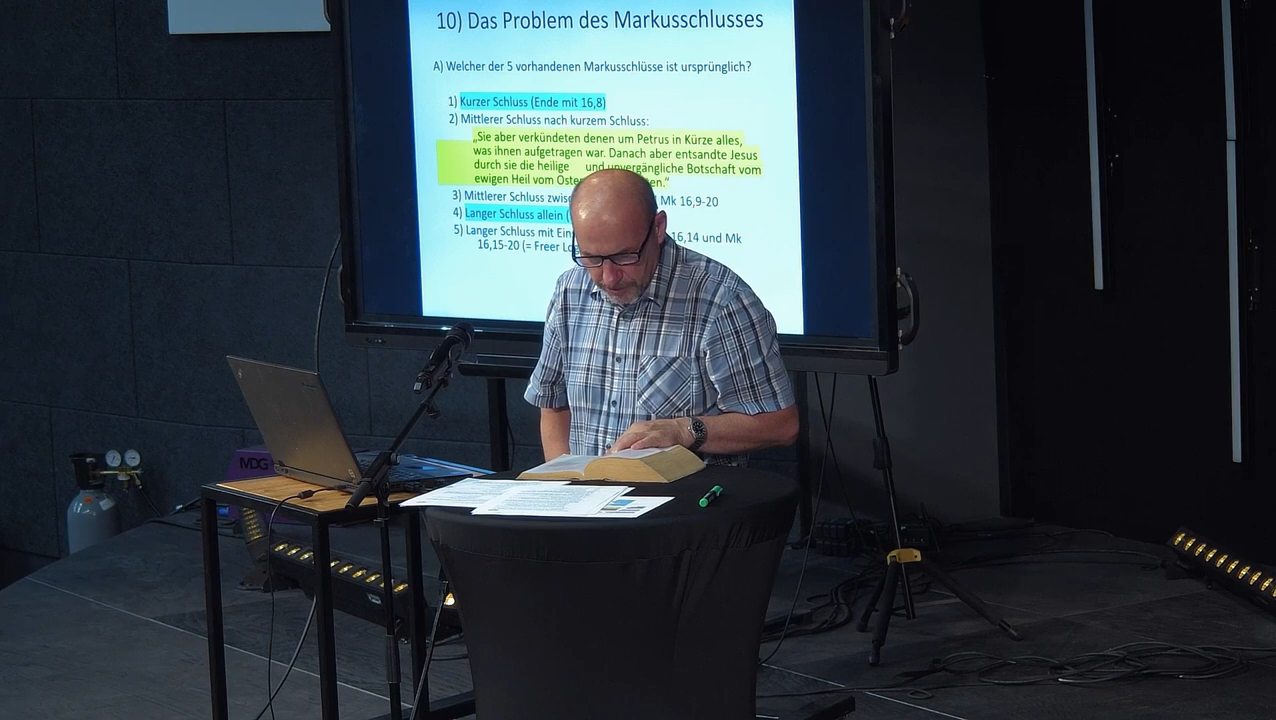 10) Das Problem des Markusschlusses
A) Welcher der 5 vorhandenen Markusschlüsse ist ursprünglich?
1) Kurzer Schluss (Ende mit 16,8)
2) Mittlerer Schluss nach kurzem Schluss:
„Sie aber verkündeten denen um Petrus in Kürze alles,
was ihnen aufgetragen war. Danach aber entsandte Jesus
durch sie die heilige und unvergängliche Botschaft vom
ewigen Heil vom
3) Mittlerer Schluss Mk 16,9-20
4) Langer Schluss allein (
5) Langer Schluss mit 16,14 und Mk
16,15-20 (= Freer
MDG